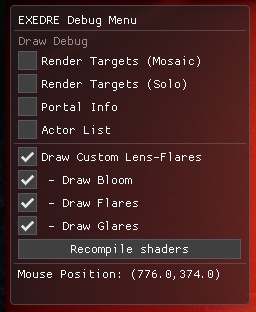 EXEDRE Debug Menu
Draw Debug
Render Targets (Mosaic)
Render Targets (Solo)
Portal Info
Actor List
Draw Custom Lens-Flares
- Draw Bloom
- Draw Flares
- Draw Glares
Recompile shaders
Mouse Position: (776.0,374.0)